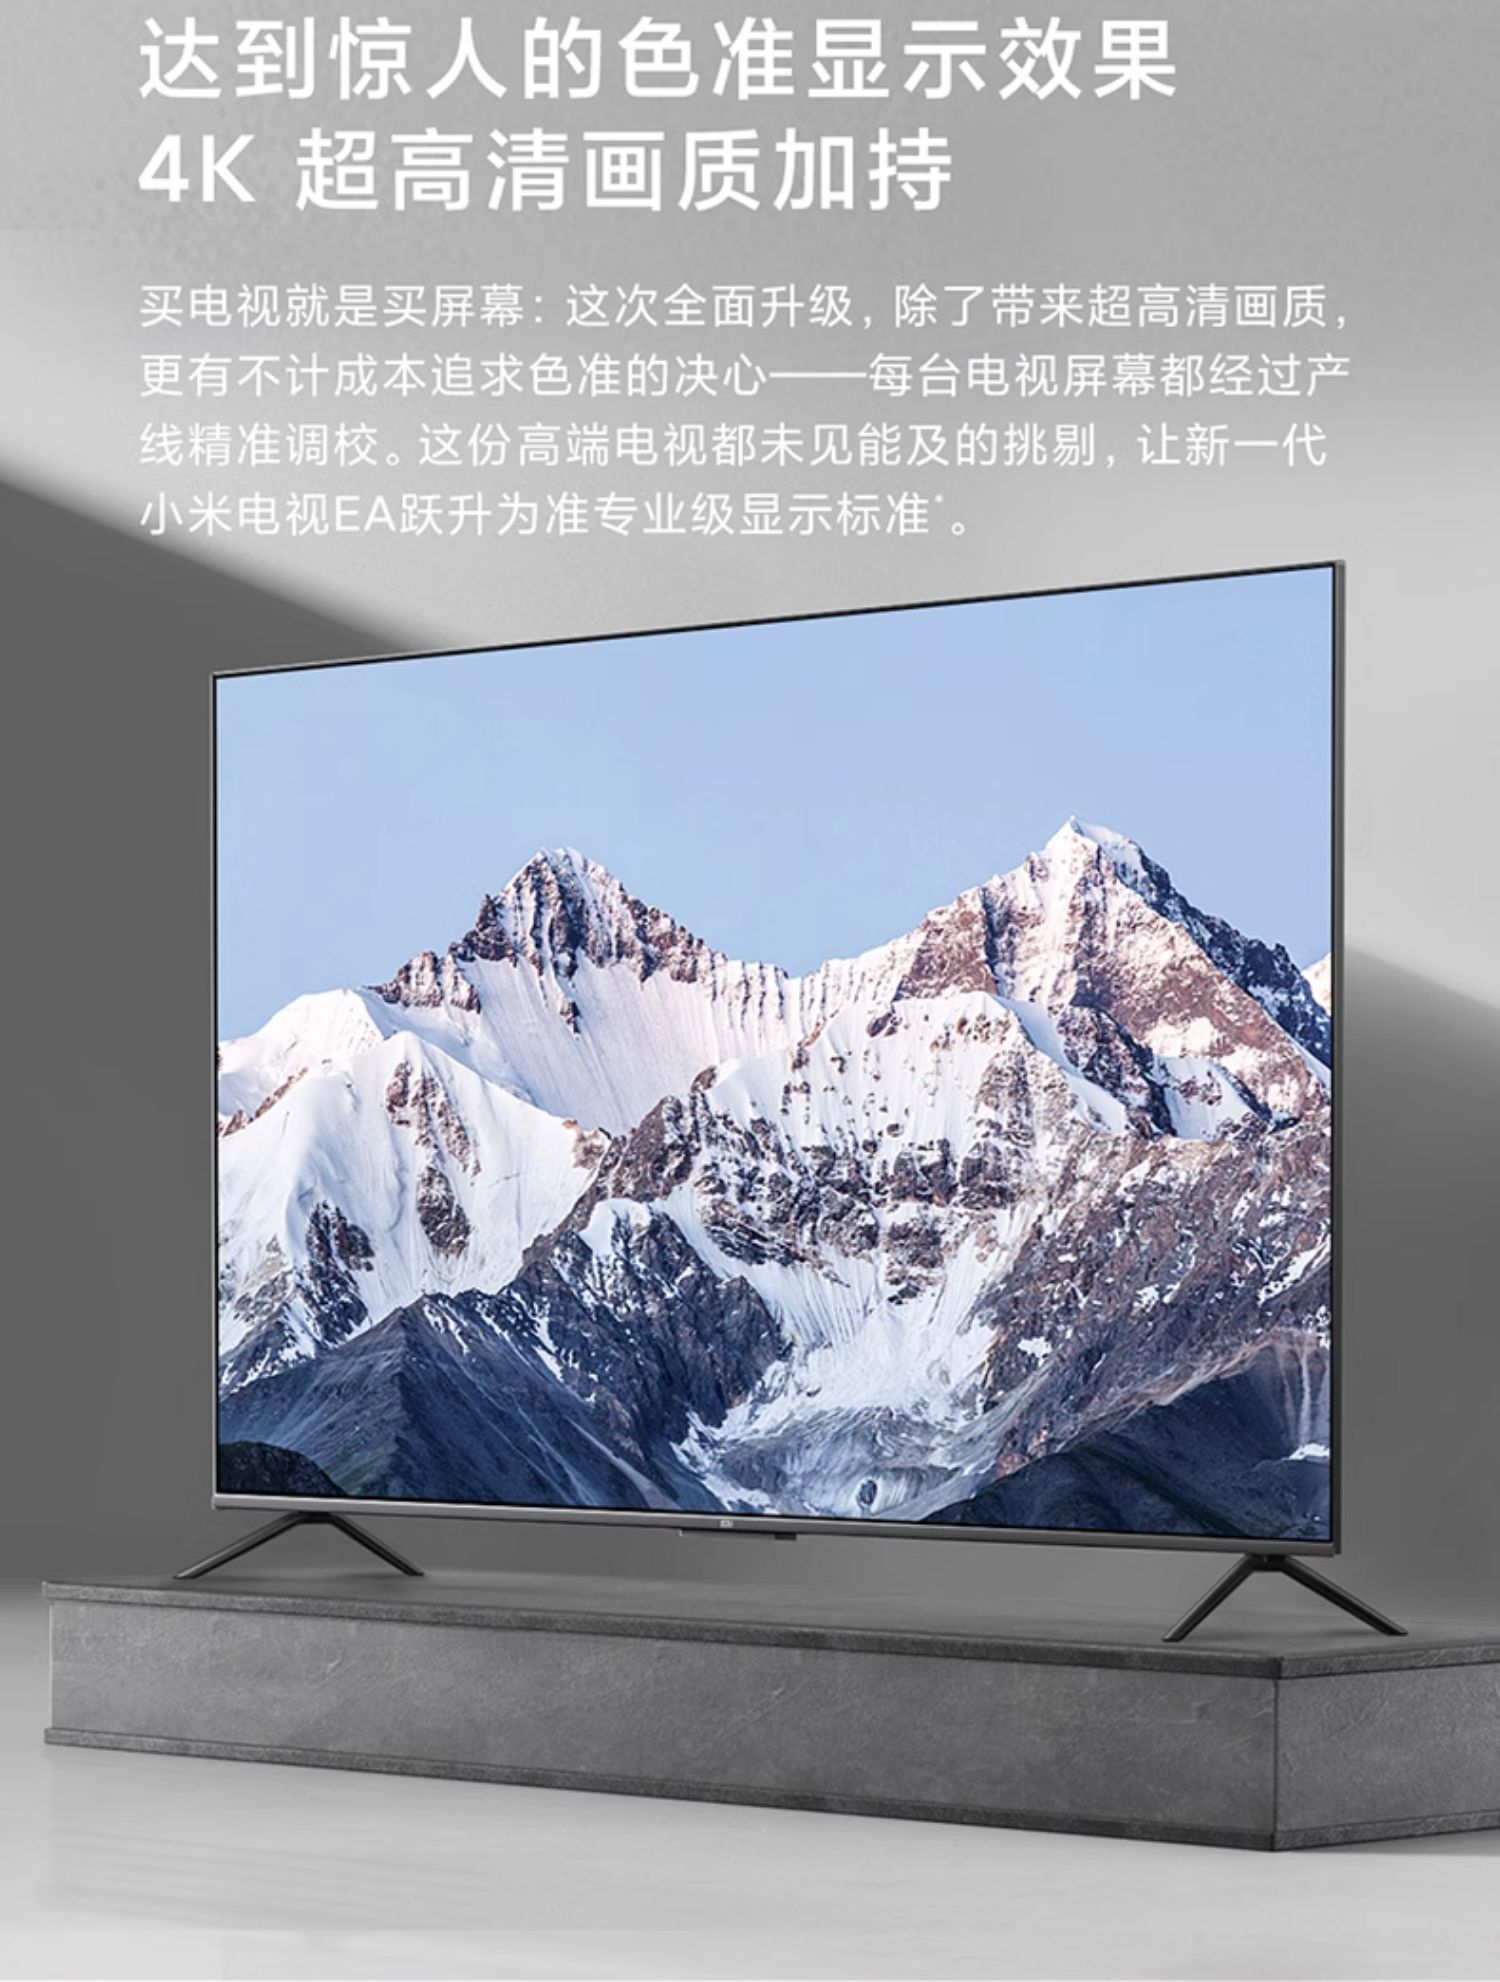 达到惊人的色准显示效果
4K 超高清画质加持
买电视就是买屏幕：这次全面升级，除了带来超高清画质，
更有不计成本追求色准的决心——每台电视屏幕都经过产
线精准调校。这份高端电视都未见能及的挑剔，让新一代
小米电视EA跃升为准专业级显示标准*。